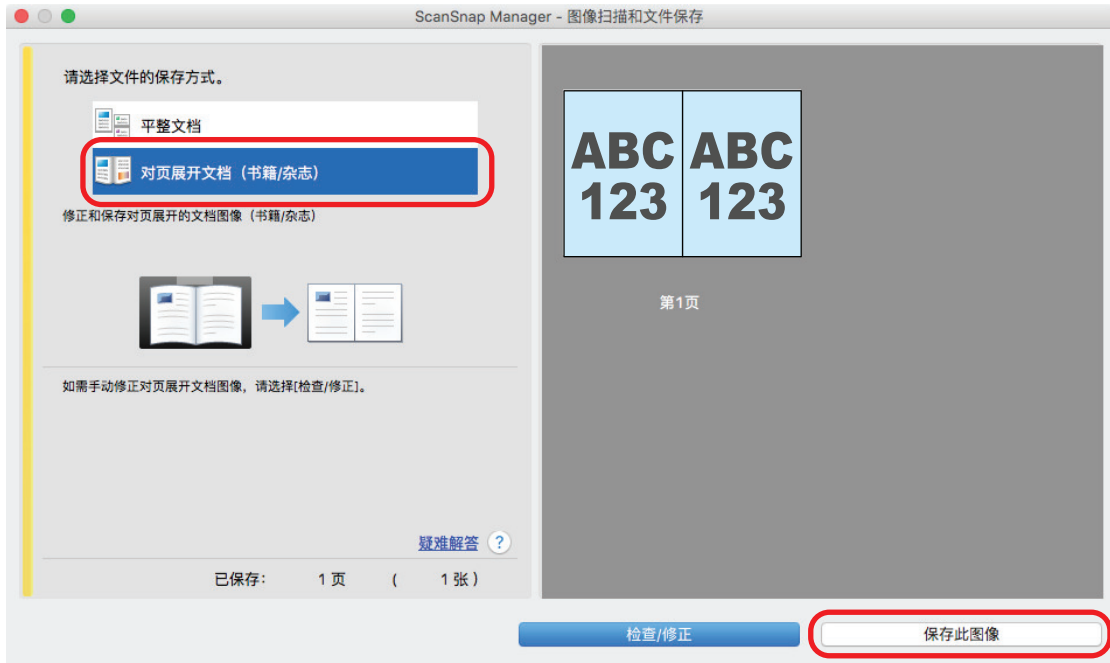 ScanSnap Manager - 图像扫描和文件保存
请选择文件的保存方式。
平整文档
对页展开文档（书籍/杂志）
修正和保存对页展开的文档图像（书籍/杂志）
如需手动修正对页展开文档图像，请选择[检查/修正]。
疑难解答 ?
已保存: 1 页 ( 1 张 )
ABC ABC
123 123
第1页
检查/修正
保存此图像